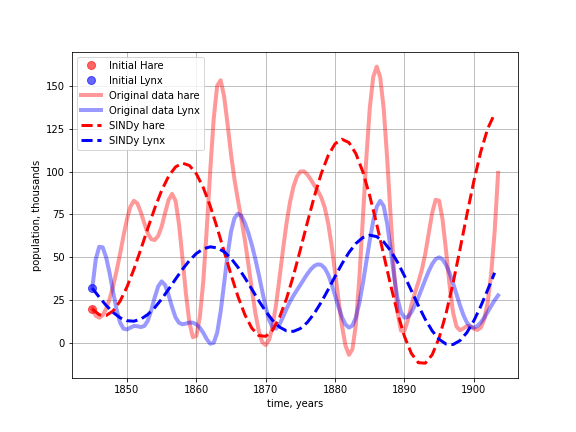 Initial Hare
Initial Lynx
Original data hare
Original data Lynx
SINDy hare
SINDy Lynx
150
125
100
75
50
25
0
population, thousands
1850
1860
1870
1880
1890
1900
time, years